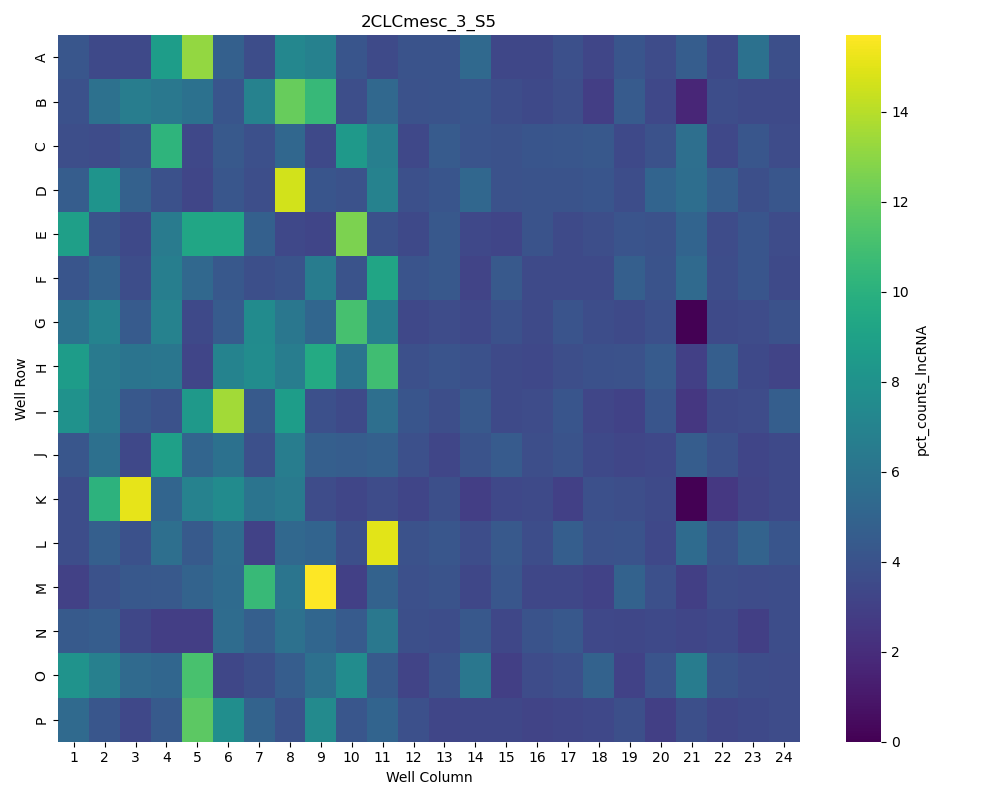 2CLCmesc_3_S5
Well Row
A
B
C
D
E
F
G
H
I
J
K
L
M
N
O
P
1 2 3 4 5 6 7 8 9 10 11 12 13 14 15 16 17 18 19 20 21 22 23 24
Well Column
14
12
10
8
6
4
2
0
pct_counts_lncRNA